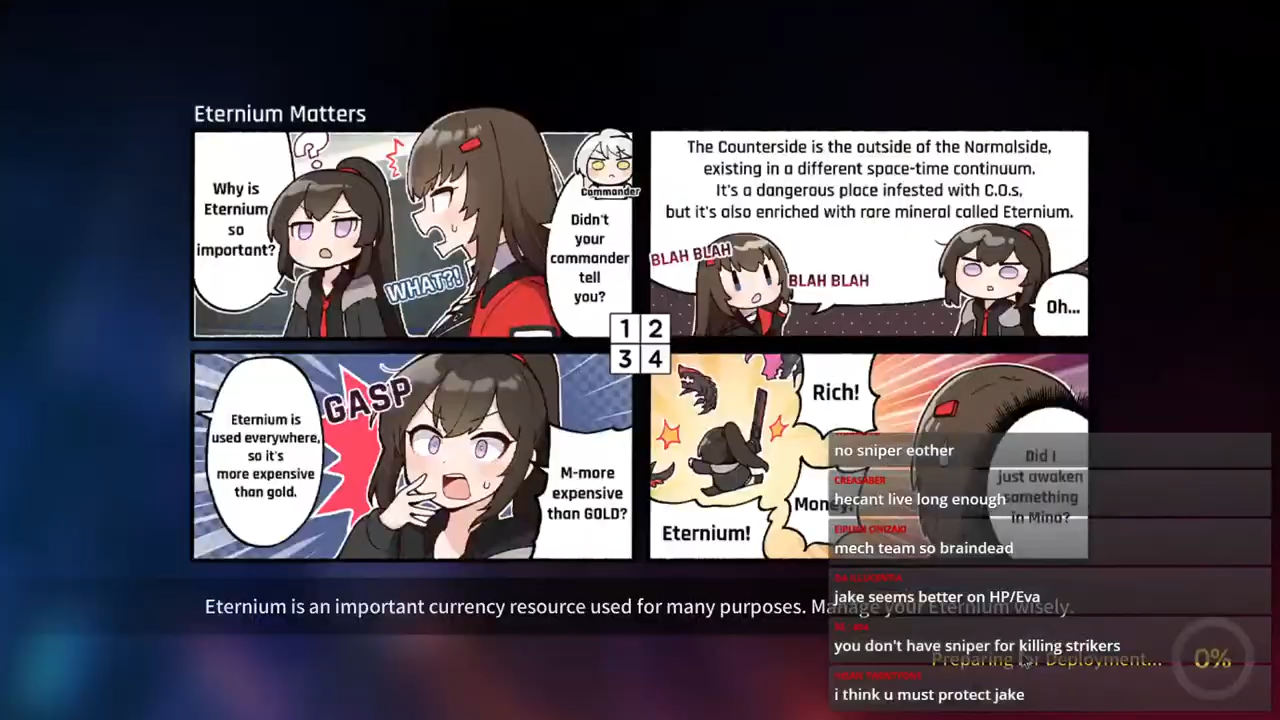 Eternium Matters
Why is
Eternium
so
important?
WHAT?!
Commander
Didn't
your
commander
tell
you?
The Counterside is the outside of the Normalside,
existing in a different space-time continuum.
It's a dangerous place infested with C.O.s,
but it's also enriched with rare mineral called Eternium.
BLAH BLAH
BLAH BLAH
Oh...
1 2
3 4
Eternium is
used everywhere,
so it's
more expensive
than gold.
GASP
M-more
expensive
than GOLD?
Rich!
Money!
Eternium!
Did I
just awaken
something
in Mina?
Eternium is an important currency resource used for many purposes. Manage your Eternium wisely.
Preparing for Deployment...
0%
no sniper eother
CREASABER
hecant live long enough
mech team so braindead
jake seems better on HP/Eva
you don't have sniper for killing strikers
i think u must protect jake